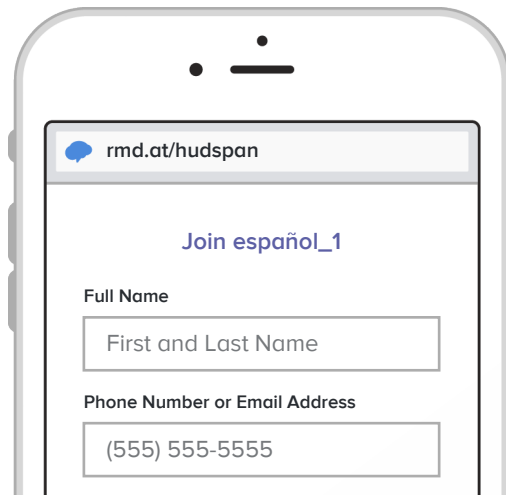 rmd.at/hudspan
Join español_1
Full Name
First and Last Name
Phone Number or Email Address
(555) 555-5555